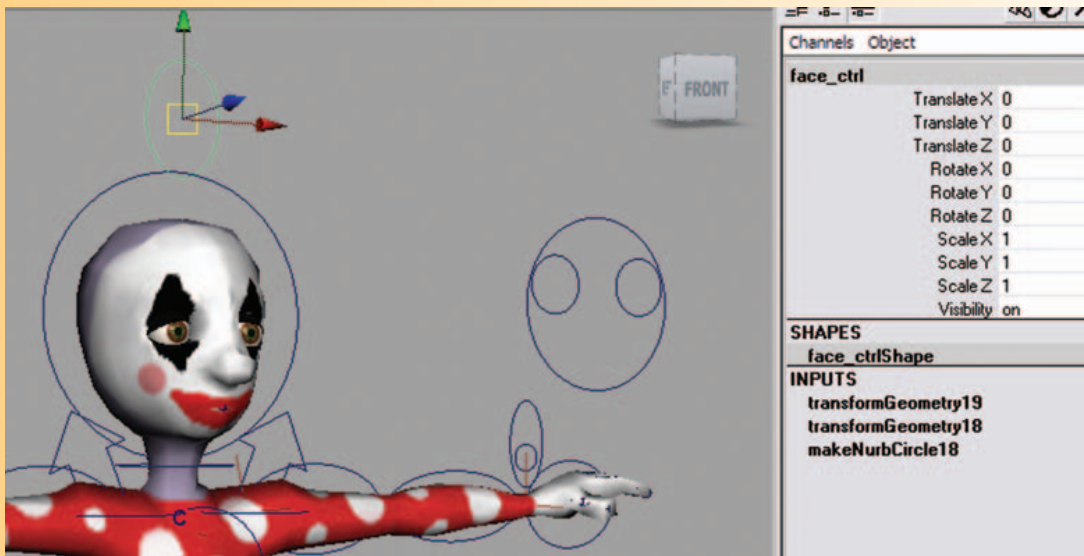 Channels Object
face_ctrl
Translate X 0
Translate Y 0
Translate Z 0
Rotate X 0
Rotate Y 0
Rotate Z 0
Scale X 1
Scale Y 1
Scale Z 1
Visibility on
SHAPES
face_ctrlShape
INPUTS
transformGeometry19
transformGeometry18
makeNurbCircle18
FRONT
C